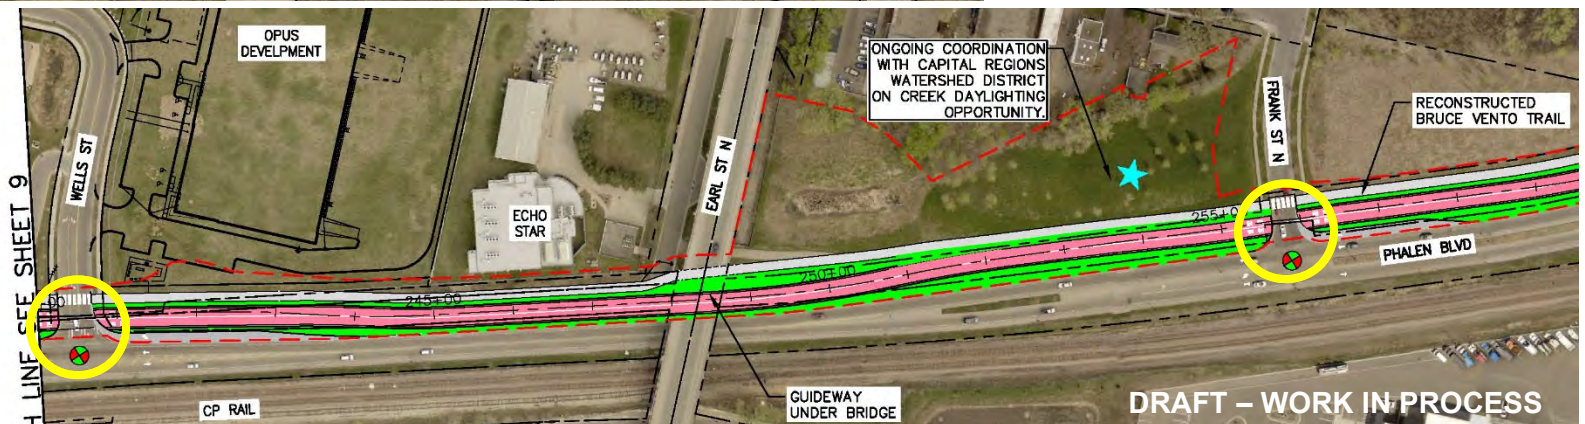 OPUS
DEVELPMENT
WELLS ST
H LINE SEE SHEET 9
ECHO
STAR
EARL ST N
ONGOING COORDINATION
WITH CAPITAL REGIONS
WATERSHED DISTRICT
ON CREEK DAYLIGHTING
OPPORTUNITY.
FRANK ST N
RECONSTRUCTED
BRUCE VENTO TRAIL
245+00
250+00
255+0
PHALEN BLVD
CP RAIL
GUIDEWAY
UNDER BRIDGE
DRAFT – WORK IN PROCESS